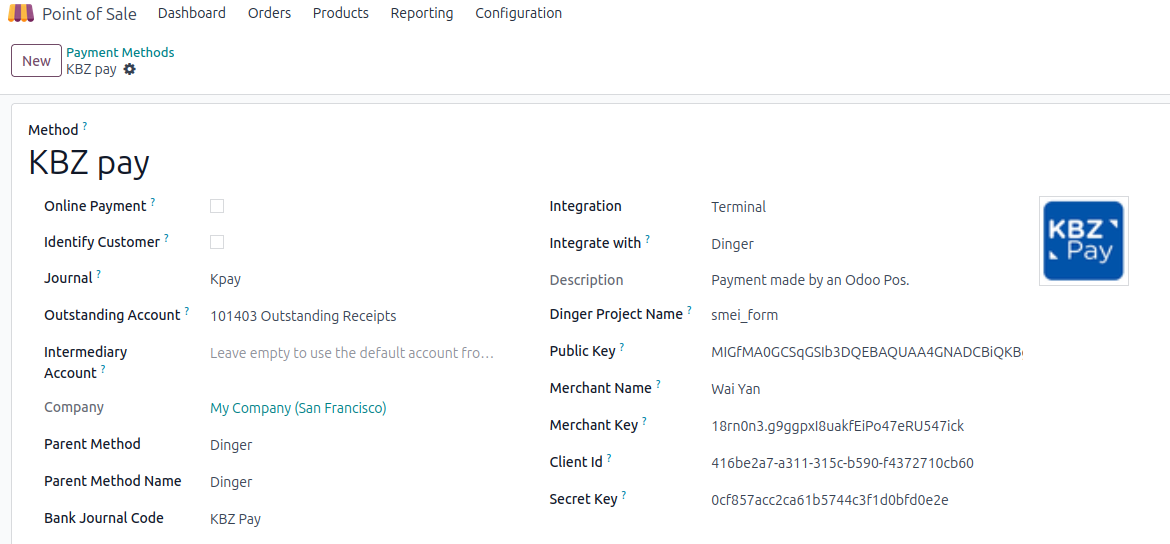 Point of Sale Dashboard Orders Products Reporting Configuration
New
Payment Methods
KBZ pay
Method ?
KBZ pay
Online Payment ?
Identify Customer ?
Journal ? Kpay
Outstanding Account ? 101403 Outstanding Receipts
Intermediary
Account ? Leave empty to use the default account fro…
Company My Company (San Francisco)
Parent Method Dinger
Parent Method Name Dinger
Bank Journal Code KBZ Pay
Integration Terminal
Integrate with ? Dinger
Description Payment made by an Odoo Pos.
Dinger Project Name ? smei_form
Public Key ? MIGfMA0GCSqGSIb3DQEBAQUAA4GNADCBiQKB
Merchant Name ? Wai Yan
Merchant Key ? 18rn0n3.g9ggpxI8uakfEiPo47eRU547ick
Client Id ? 416be2a7-a311-315c-b590-f4372710cb60
Secret Key ? 0cf857acc2ca61b5744c3f1d0bfd0e2e
KBZ
Pay